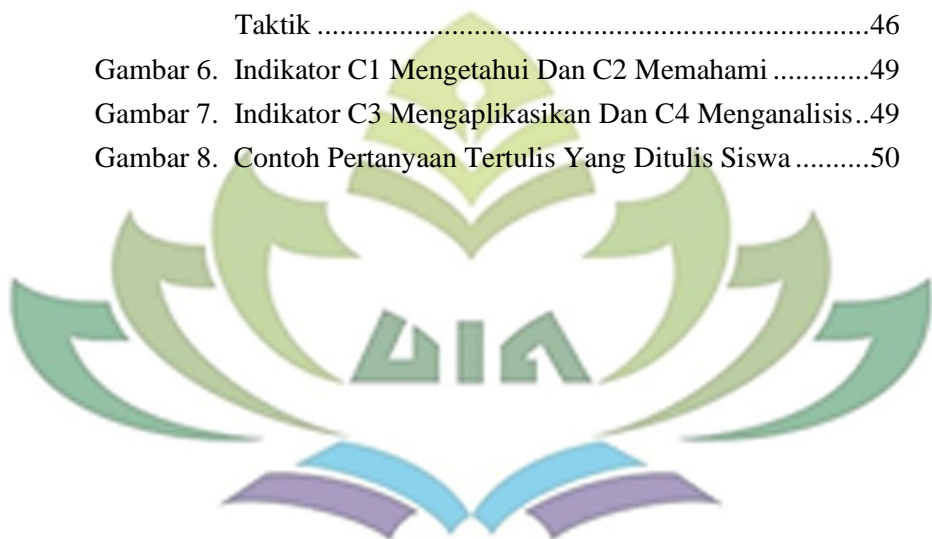 Taktik ..........................................................................46
Gambar 6. Indikator C1 Mengetahui Dan C2 Memahami .............49
Gambar 7. Indikator C3 Mengaplikasikan Dan C4 Menganalisis..49
Gambar 8. Contoh Pertanyaan Tertulis Yang Ditulis Siswa ..........50
UIN